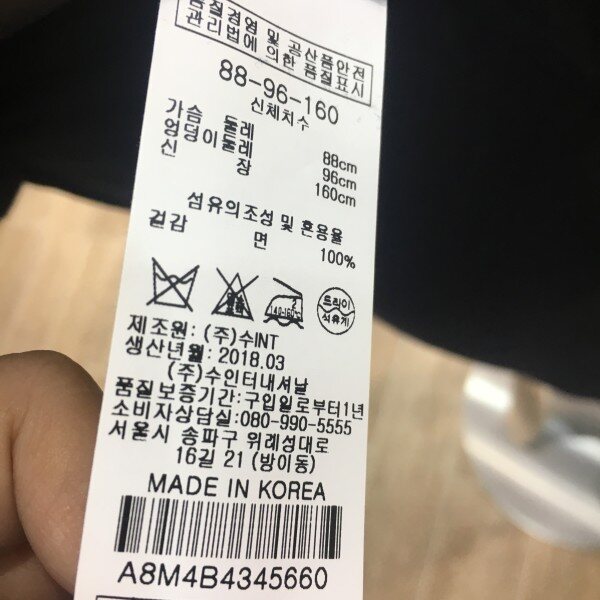 품질경영 및 공산품안전
관리법에 의한 품질표시
88-96-160
신체치수
가슴 둘레 88cm
엉덩이둘레 96cm
신 장 160cm
섬유의조성 및 혼용율
겉감 면 100%
2
140-160℃
드라이
석유계
제조원: (주)수INT
생산년월: 2018.03
(주)수인터내셔날
품질보증기간: 구입일로부터1년
소비자상담실:080-990-5555
서울시 송파구 위례성대로
16길 21 (방이동)
MADE IN KOREA
A8M4B4345660